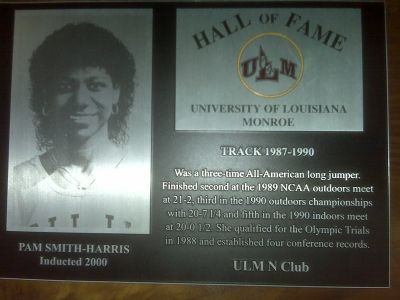 HALL OF FAME
ULM
UNIVERSITY OF LOUISIANA
MONROE
TRACK 1987-1990
Was a three-time All-American long jumper.
Finished second at the 1989 NCAA outdoors meet
at 21-2, third in the 1990 outdoors championships
with 20-7 1/4 and fifth in the 1990 indoors meet
at 20-0 1/2. She qualified for the Olympic Trials
in 1988 and established four conference records.
ULM N Club
PAM SMITH-HARRIS
Inducted 2000